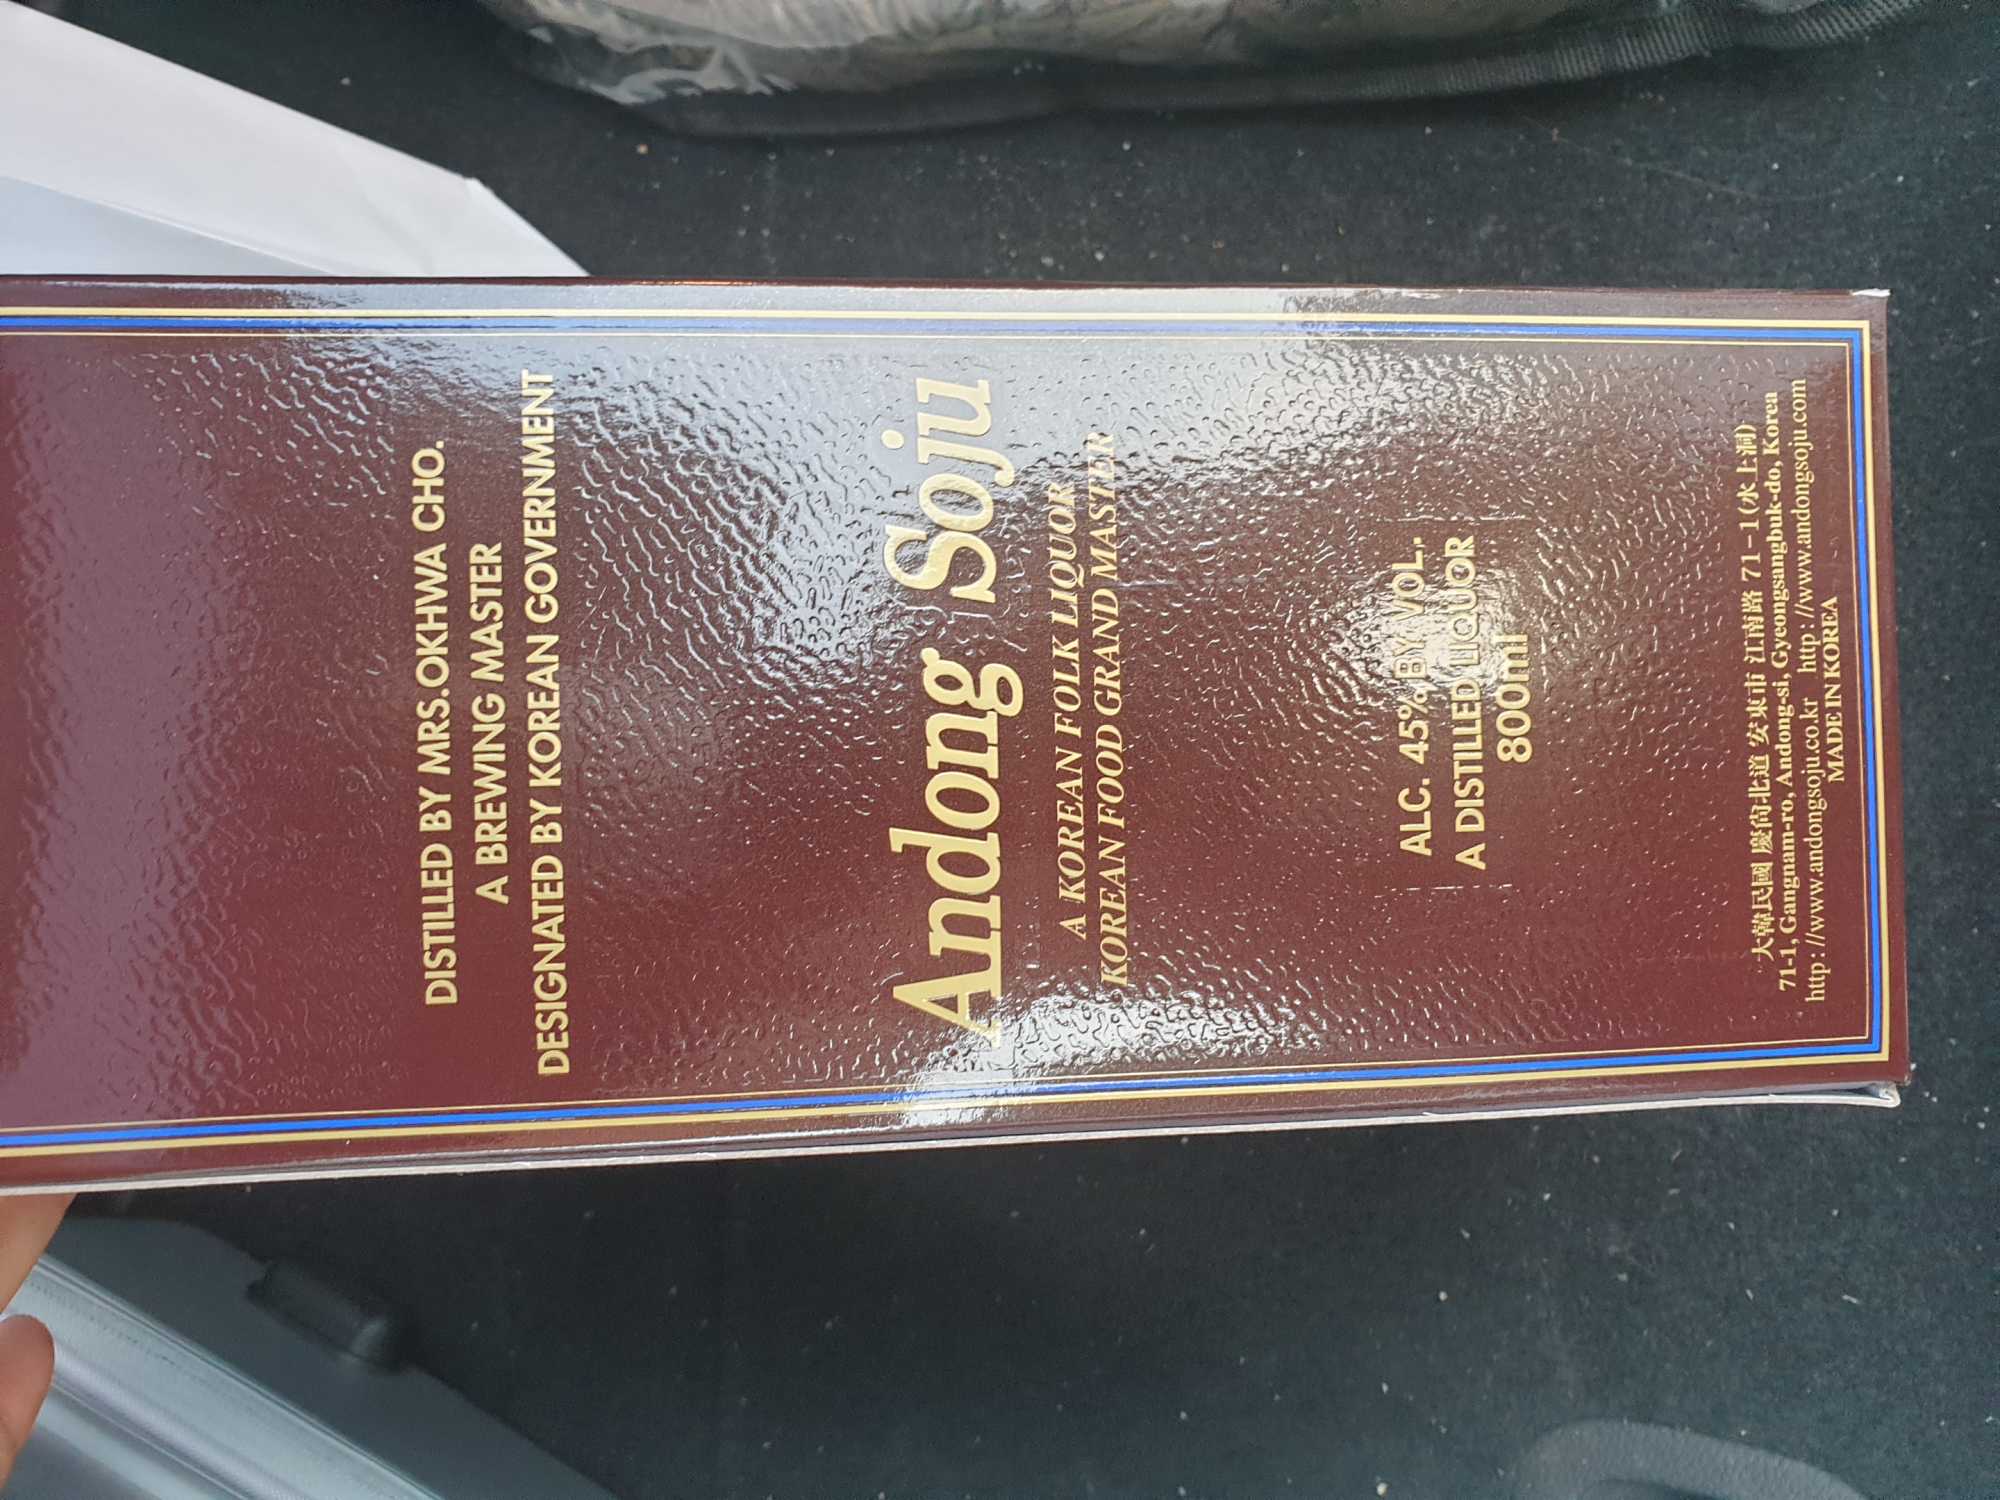 DISTILLED BY MRS.OKHWA CHO.
A BREWING MASTER
DESIGNATED BY KOREAN GOVERNMENT
Andong Soju
A KOREAN FOLK LIQUOR
KOREAN FOOD GRAND MASTER
ALC. 45% BY VOL.
A DISTILLED LIQUOR
800ml
大韓民國 慶尙北道 安東市 江南路 71-1(水上洞)
71-1, Gangnam-ro, Andong-si, Gyeongsangbuk-do, Korea
http://www.andongsoju.co.kr http://www.andongsoju.com
MADE IN KOREA